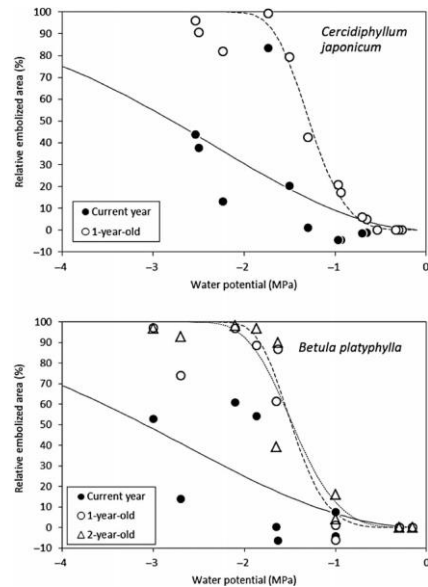 Cercidiphyllum
japonicum
Relative embolized area (%)
100
90
80
70
60
50
40
30
20
10
0
−10
● Current year
○ 1-year-old
−4 −3 −2 −1 0
Water potential (MPa)
Betula platyphylla
Relative embolized area (%)
100
90
80
70
60
50
40
30
20
10
0
−10
● Current year
○ 1-year-old
△ 2-year-old
−4 −3 −2 −1 0
Water potential (MPa)